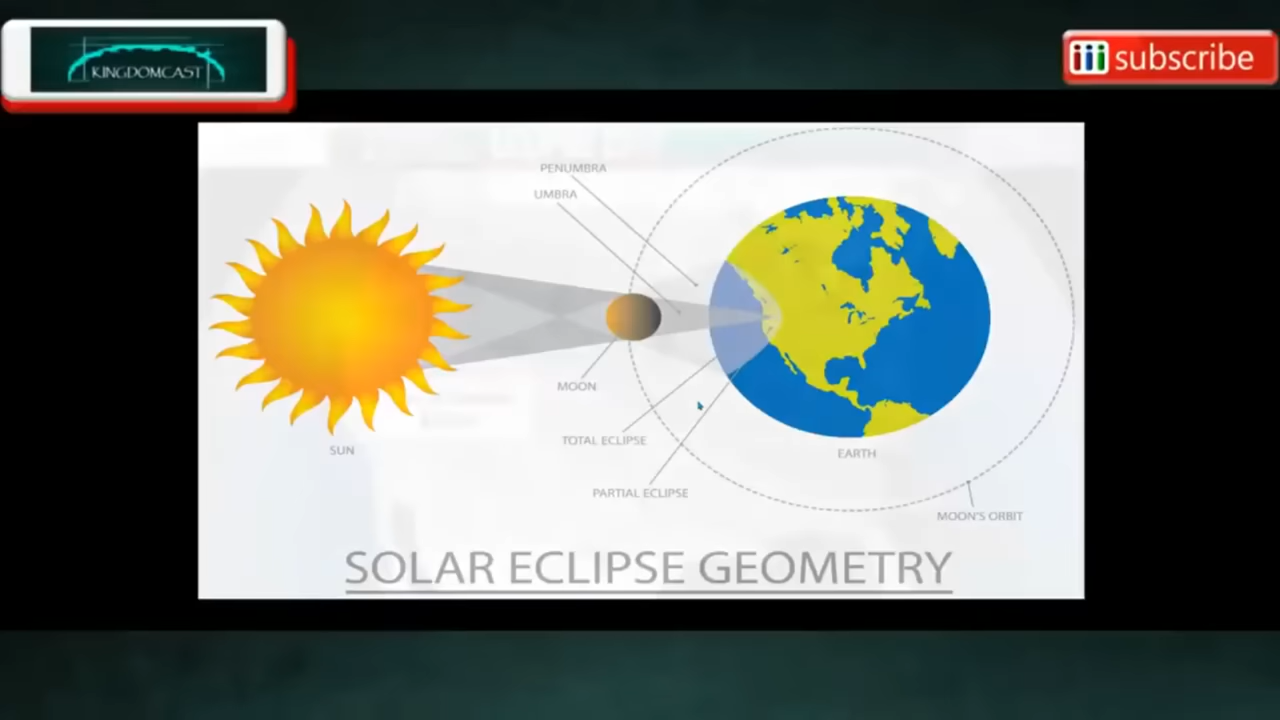 KINGDOMCAST
subscribe
PENUMBRA
UMBRA
MOON
TOTAL ECLIPSE
SUN
EARTH
PARTIAL ECLIPSE
MOON'S ORBIT
SOLAR ECLIPSE GEOMETRY